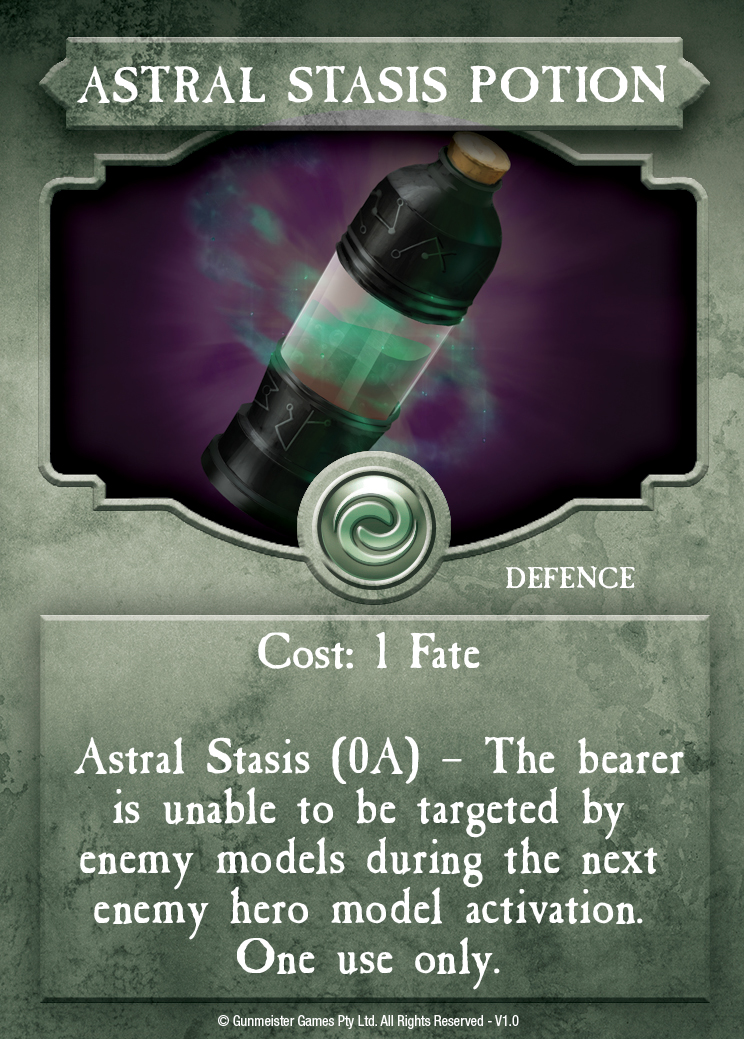 ASTRAL STASIS POTION
DEFENCE
Cost: 1 Fate
Astral Stasis (0A) – The bearer
is unable to be targeted by
enemy models during the next
enemy hero model activation.
One use only.
© Gunmeister Games Pty Ltd. All Rights Reserved - V1.0